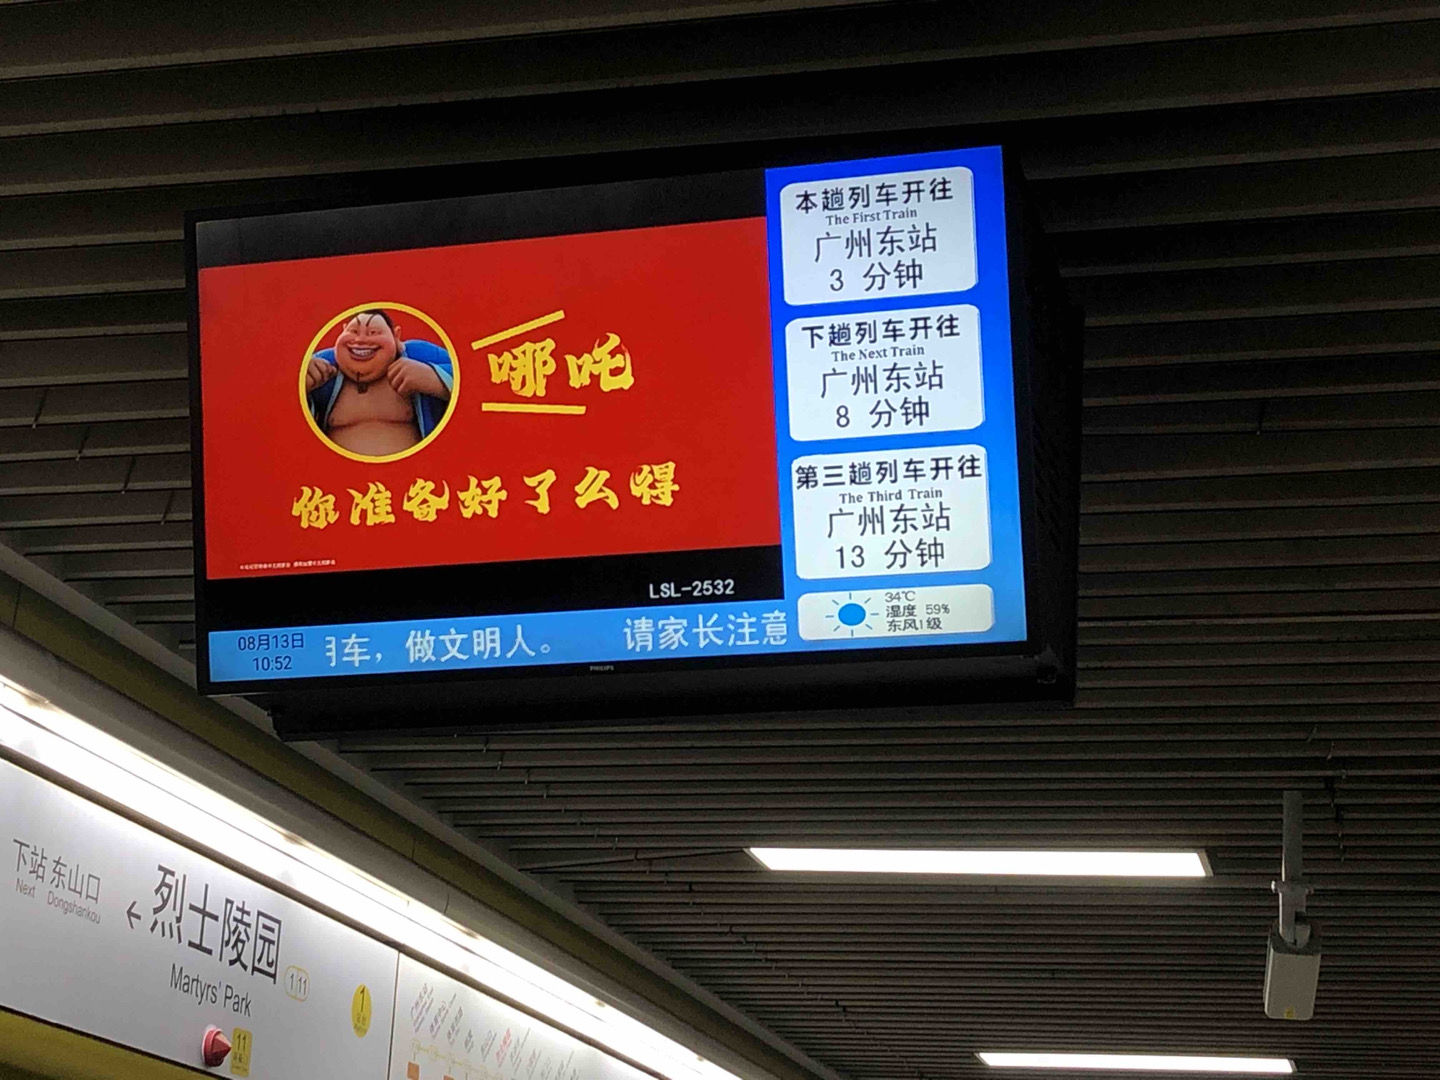 哪吒
你准备好了么得
LSL-2532
本趟列车开往
The First Train
广州东站
3 分钟
下趟列车开往
The Next Train
广州东站
8 分钟
第三趟列车开往
The Third Train
广州东站
13 分钟
34℃
湿度 59%
东风1级
08月13日
10:52
车，做文明人。 请家长注意
PHILIPS
下站 东山口
Next Dongshankou
← 烈士陵园
Martyrs' Park
1 11
1
11